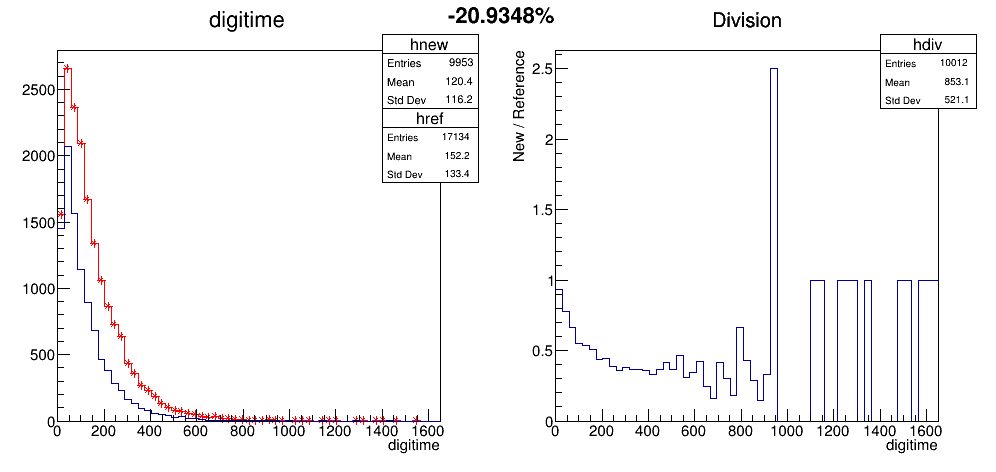 -20.9348%
digitime
hnew
Entries 9953
Mean 120.4
Std Dev 116.2
href
Entries 17134
Mean 152.2
Std Dev 133.4
2500
2000
1500
1000
500
0
0 200 400 600 800 1000 1200 1400 1600
digitime
Division
hdiv
Entries 10012
Mean 853.1
Std Dev 521.1
New / Reference
2.5
2
1.5
1
0.5
0
0 200 400 600 800 1000 1200 1400 1600
digitime